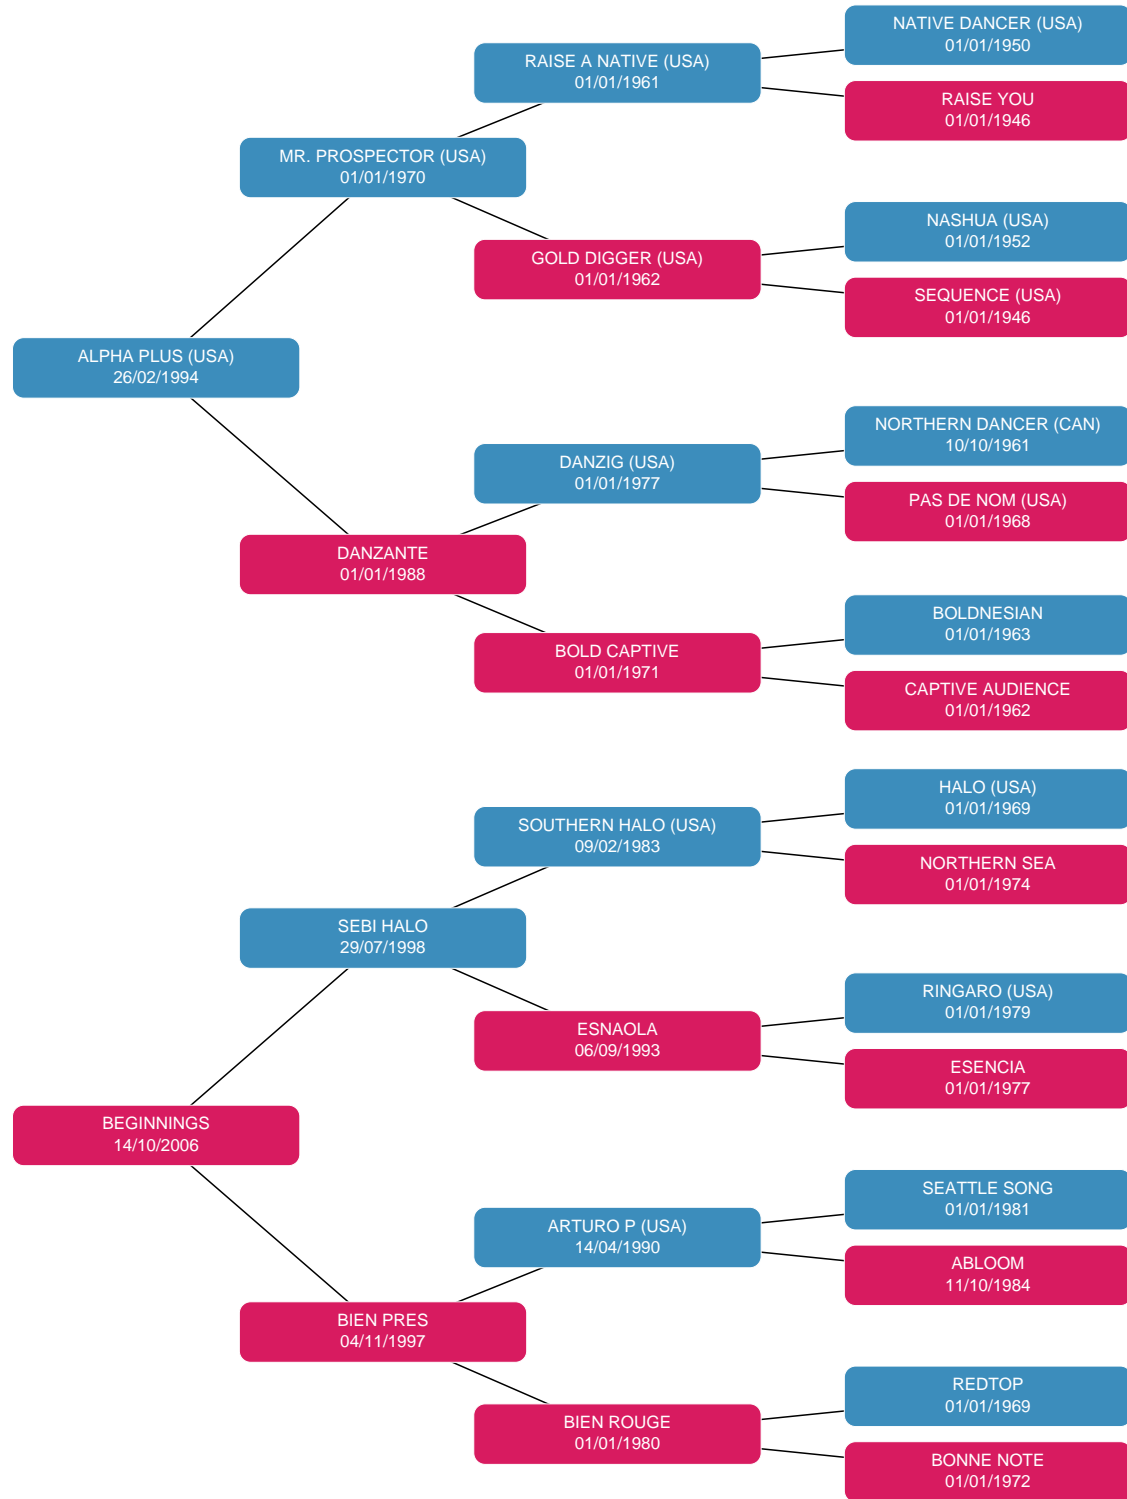 NATIVE DANCER (USA)
01/01/1950
RAISE A NATIVE (USA)
01/01/1961
RAISE YOU
01/01/1946
MR. PROSPECTOR (USA)
01/01/1970
NASHUA (USA)
01/01/1952
GOLD DIGGER (USA)
01/01/1962
SEQUENCE (USA)
01/01/1946
ALPHA PLUS (USA)
26/02/1994
NORTHERN DANCER (CAN)
10/10/1961
DANZIG (USA)
01/01/1977
PAS DE NOM (USA)
01/01/1968
DANZANTE
01/01/1988
BOLDNESIAN
01/01/1963
BOLD CAPTIVE
01/01/1971
CAPTIVE AUDIENCE
01/01/1962
HALO (USA)
01/01/1969
SOUTHERN HALO (USA)
09/02/1983
NORTHERN SEA
01/01/1974
SEBI HALO
29/07/1998
RINGARO (USA)
01/01/1979
ESNAOLA
06/09/1993
ESENCIA
01/01/1977
BEGINNINGS
14/10/2006
SEATTLE SONG
01/01/1981
ARTURO P (USA)
14/04/1990
ABLOOM
11/10/1984
BIEN PRES
04/11/1997
REDTOP
01/01/1969
BIEN ROUGE
01/01/1980
BONNE NOTE
01/01/1972